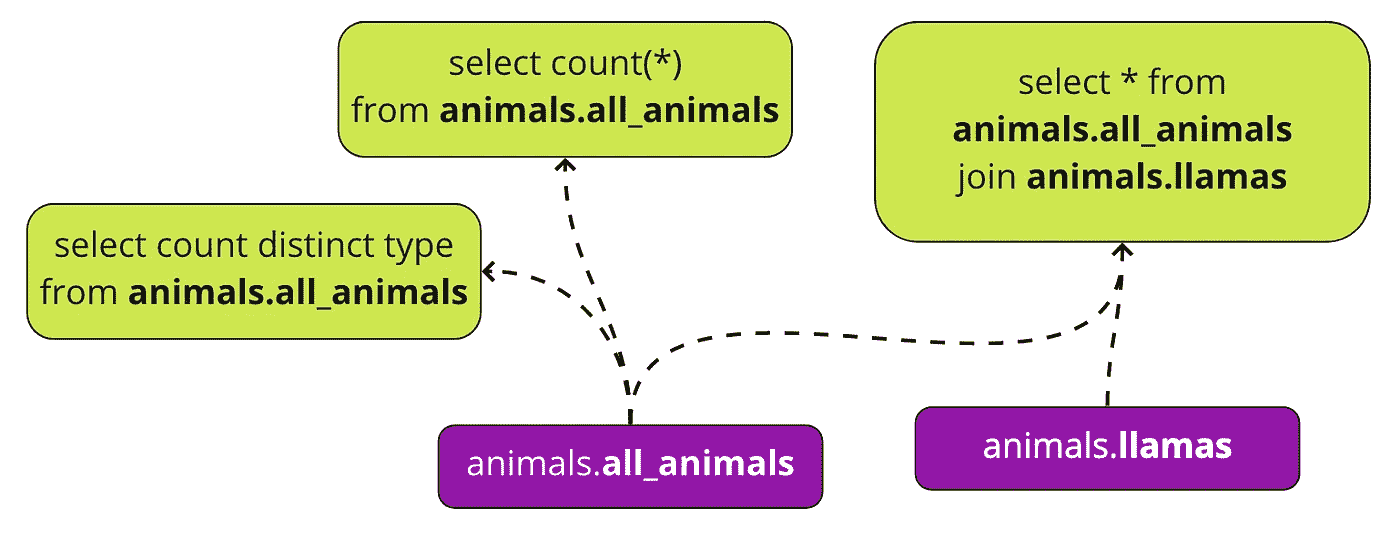 select count(*)
from animals.all_animals
select * from
animals.all_animals
join animals.llamas
select count distinct type
from animals.all_animals
animals.all_animals
animals.llamas